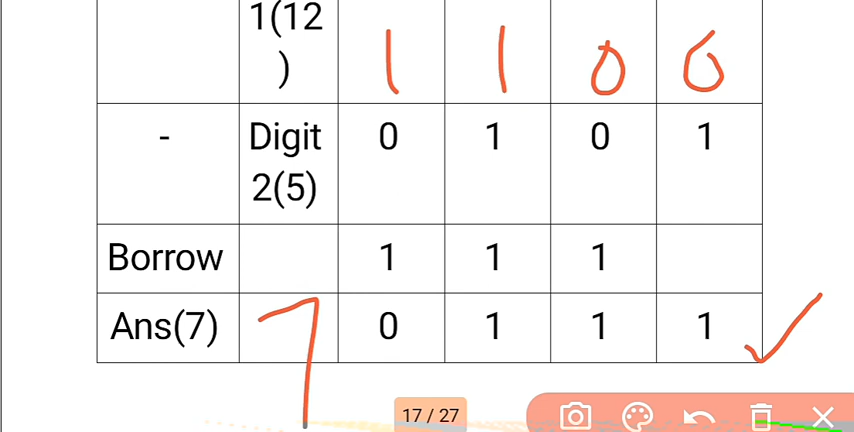 1(12
) 1 1 0 0
- Digit 0 1 0 1
2(5)
Borrow 1 1 1
Ans(7) 7 0 1 1 1
17 / 27